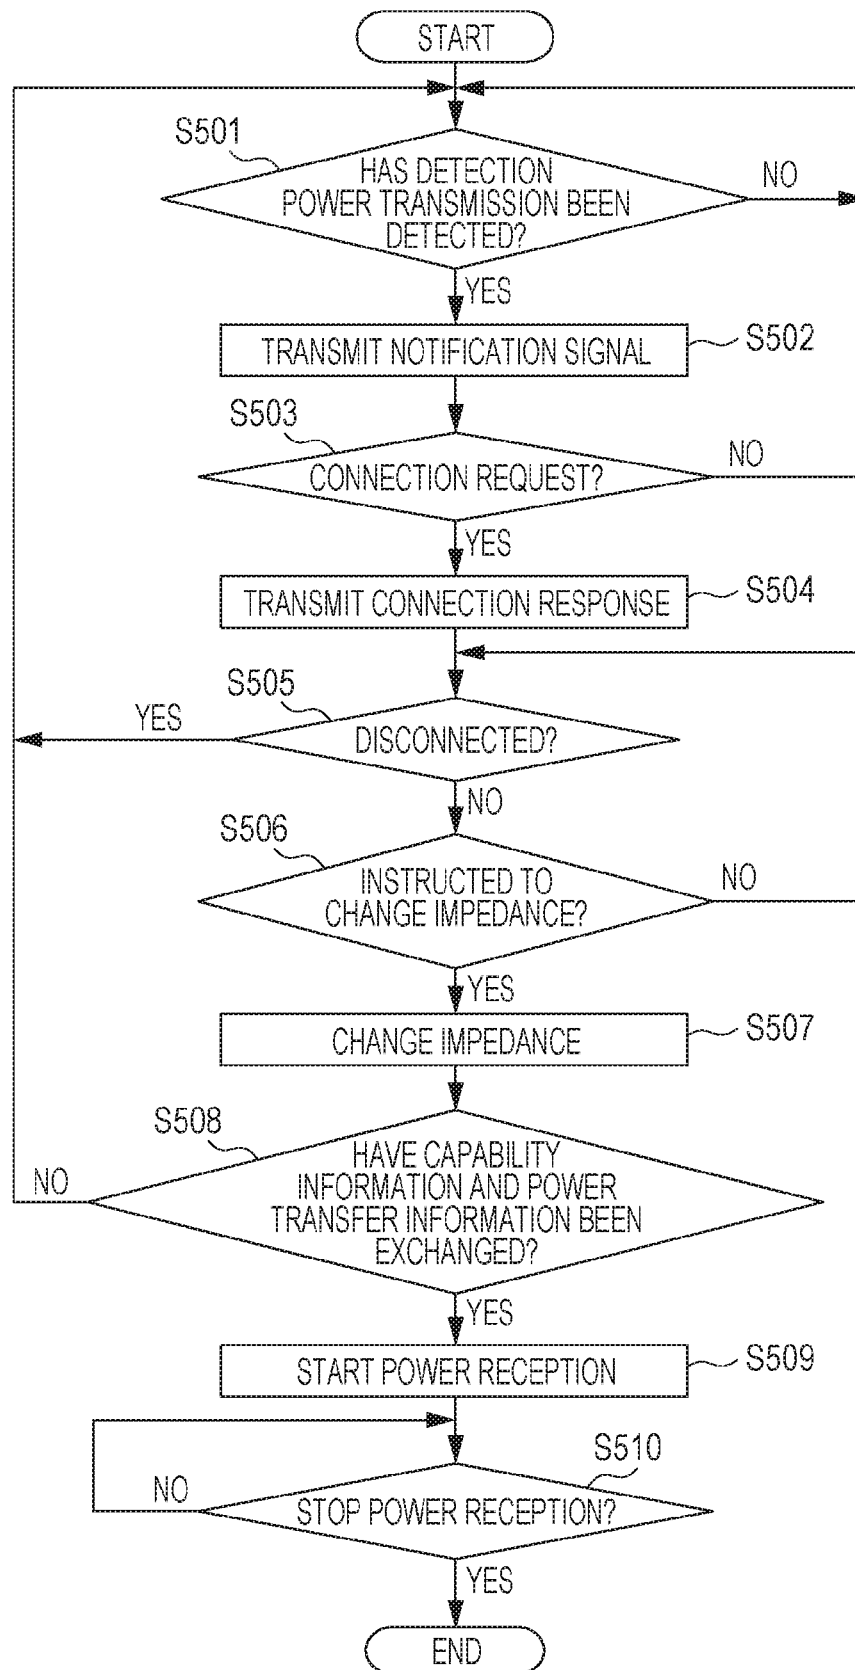 START
S501
HAS DETECTION
POWER TRANSMISSION BEEN
DETECTED?
NO
YES
TRANSMIT NOTIFICATION SIGNAL
S502
S503
CONNECTION REQUEST?
NO
YES
TRANSMIT CONNECTION RESPONSE
S504
S505
YES
DISCONNECTED?
NO
S506
INSTRUCTED TO
CHANGE IMPEDANCE?
NO
YES
CHANGE IMPEDANCE
S507
S508
NO
HAVE CAPABILITY
INFORMATION AND POWER
TRANSFER INFORMATION BEEN
EXCHANGED?
YES
START POWER RECEPTION
S509
S510
NO
STOP POWER RECEPTION?
YES
END